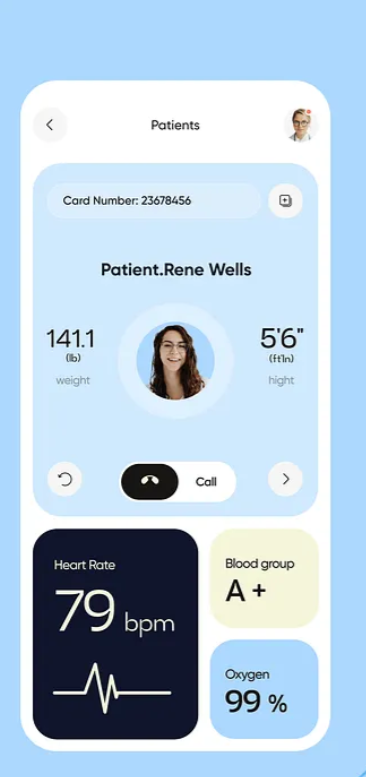 Patients
Card Number: 23678456
Patient.Rene Wells
141.1
(lb)
weight
5'6"
(ft'ln)
hight
Call
Heart Rate
79 bpm
Blood group
A +
Oxygen
99 %